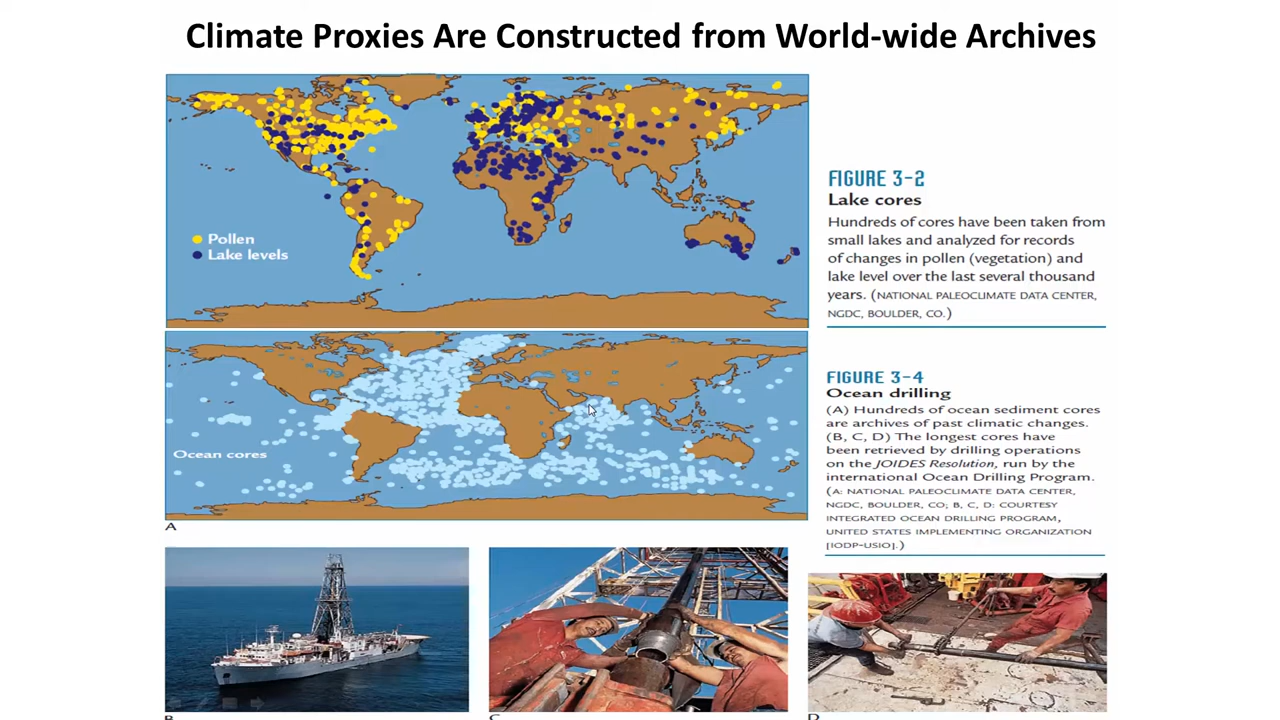 Climate Proxies Are Constructed from World-wide Archives
Pollen
Lake levels
FIGURE 3-2
Lake cores
Hundreds of cores have been taken from
small lakes and analyzed for records
of changes in pollen (vegetation) and
lake level over the last several thousand
years. (NATIONAL PALEOCLIMATE DATA CENTER,
NGDC, BOULDER, CO.)
Ocean cores
A
FIGURE 3-4
Ocean drilling
(A) Hundreds of ocean sediment cores
are archives of past climatic changes.
(B, C, D) The longest cores have
been retrieved by drilling operations
on the JOIDES Resolution, run by the
international Ocean Drilling Program.
(A: NATIONAL PALEOCLIMATE DATA CENTER,
NGDC, BOULDER, CO; B, C, D: COURTESY
INTEGRATED OCEAN DRILLING PROGRAM,
UNITED STATES IMPLEMENTING ORGANIZATION
[IODP-USIO].)
B
C
D